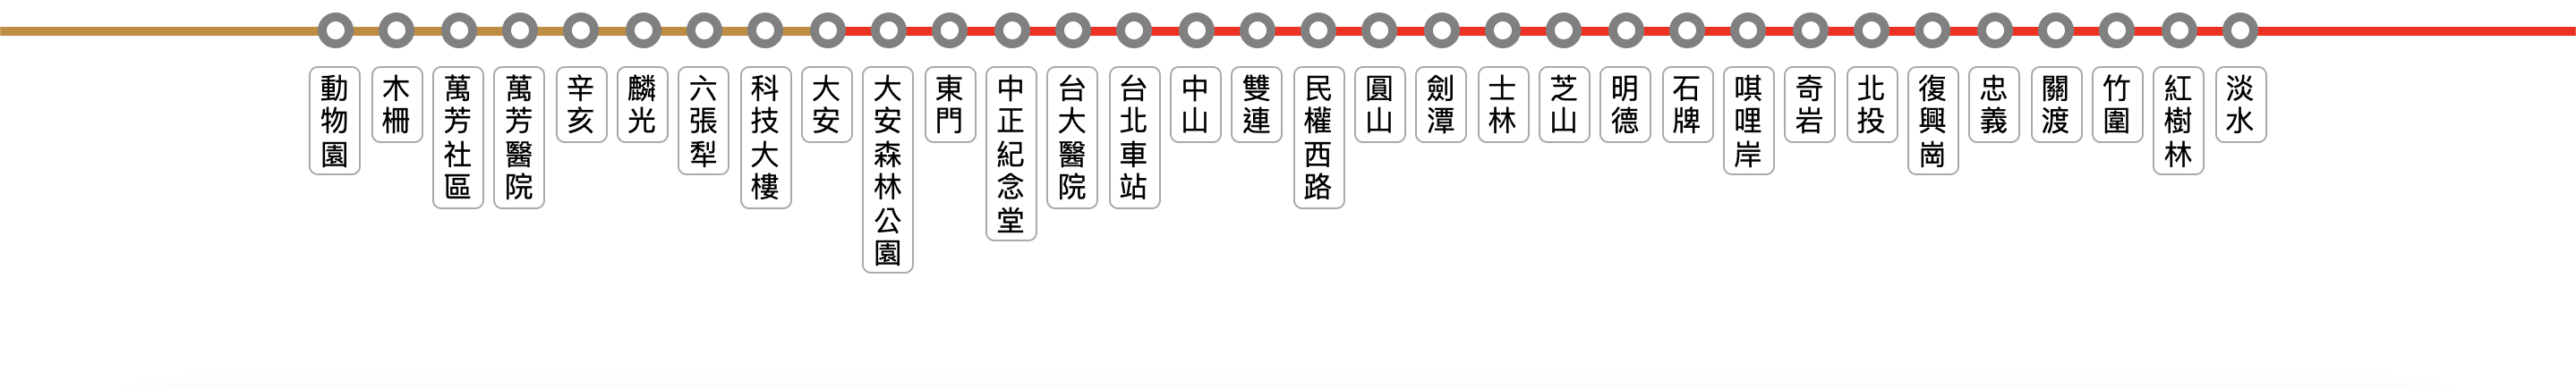 動物園
木柵
萬芳社區
萬芳醫院
辛亥
麟光
六張犁
科技大樓
大安
大安森林公園
東門
中正紀念堂
台大醫院
台北車站
中山
雙連
民權西路
圓山
劍潭
士林
芝山
明德
石牌
唭哩岸
奇岩
北投
復興崗
忠義
關渡
竹圍
紅樹林
淡水